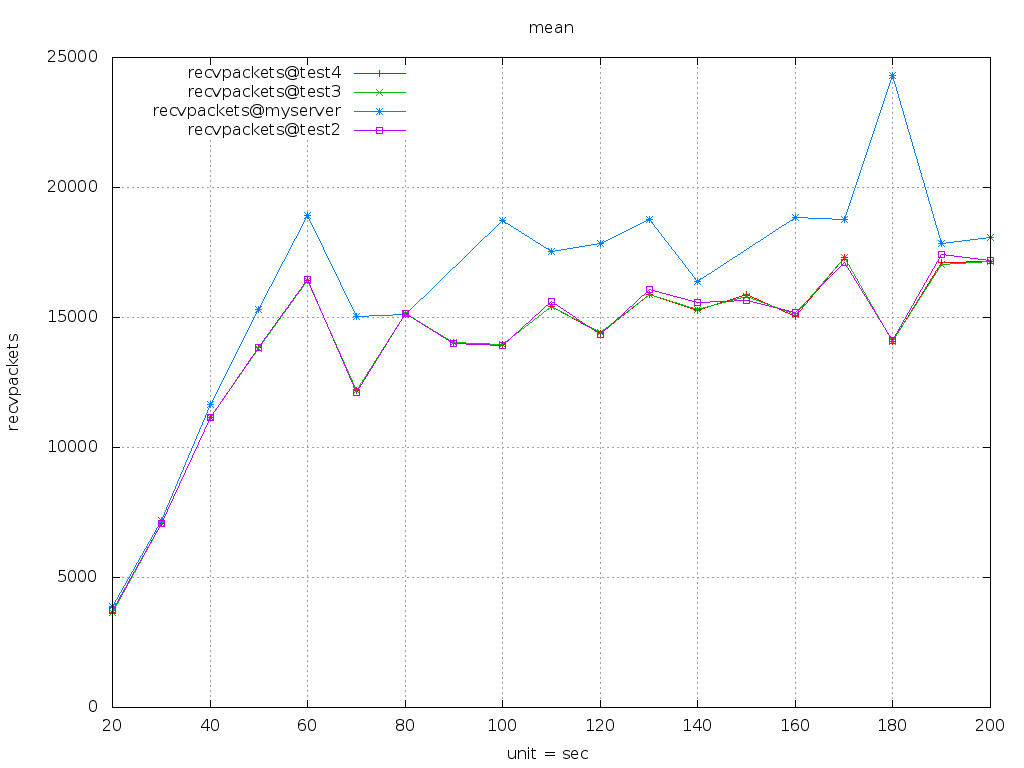 mean
25000
20000
15000
10000
5000
0
recvpackets
recvpackets@test4
recvpackets@test3
recvpackets@myserver
recvpackets@test2
20 40 60 80 100 120 140 160 180 200
unit = sec